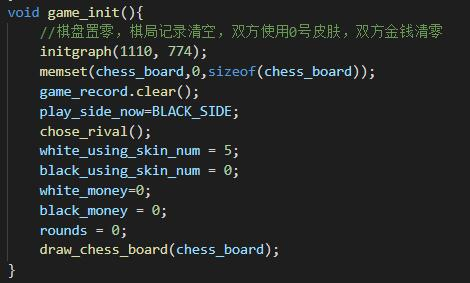 void game_init(){
//棋盘置零，棋局记录清空，双方使用0号皮肤，双方金钱清零
initgraph(1110, 774);
memset(chess_board,0,sizeof(chess_board));
game_record.clear();
play_side_now=BLACK_SIDE;
chose_rival();
white_using_skin_num = 5;
black_using_skin_num = 0;
white_money=0;
black_money = 0;
rounds = 0;
draw_chess_board(chess_board);
}